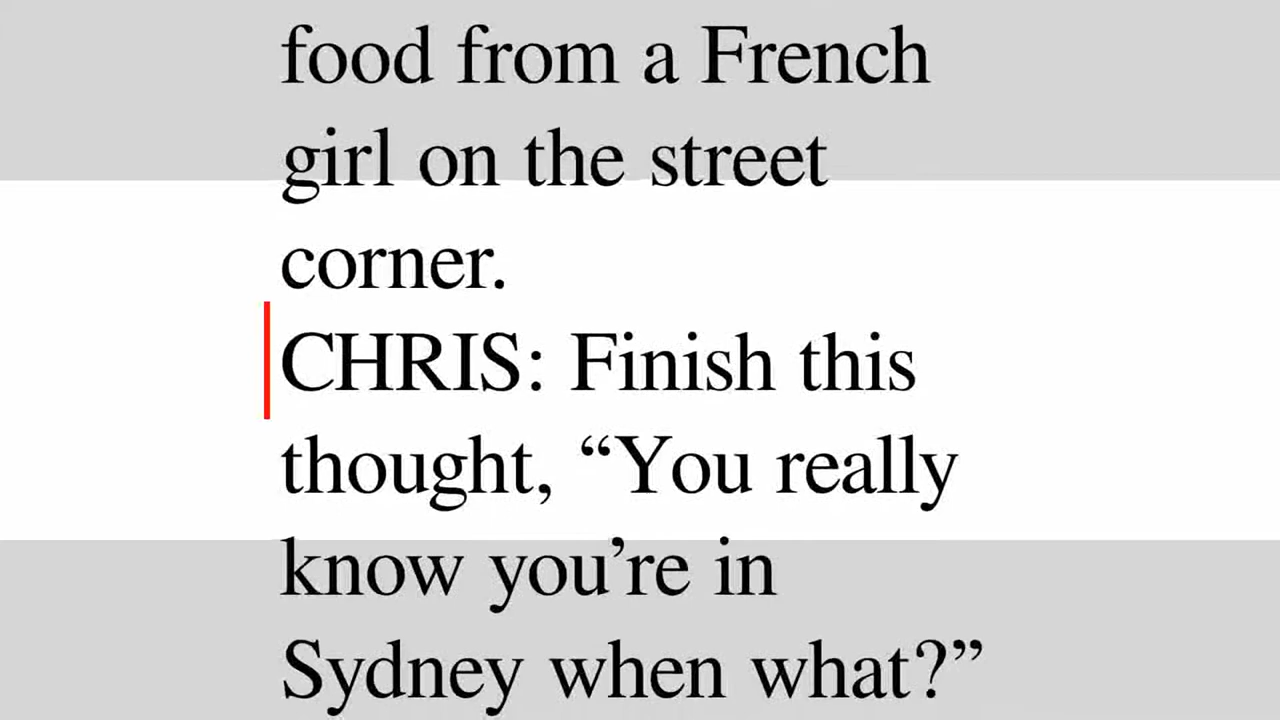 food from a French
girl on the street
corner.
CHRIS: Finish this
thought, “You really
know you’re in
Sydney when what?”